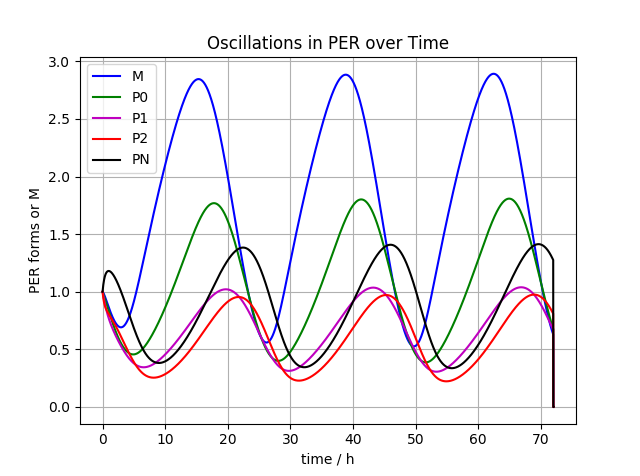 Oscillations in PER over Time
M
P0
P1
P2
PN
PER forms or M
3.0
2.5
2.0
1.5
1.0
0.5
0.0
0 10 20 30 40 50 60 70
time / h